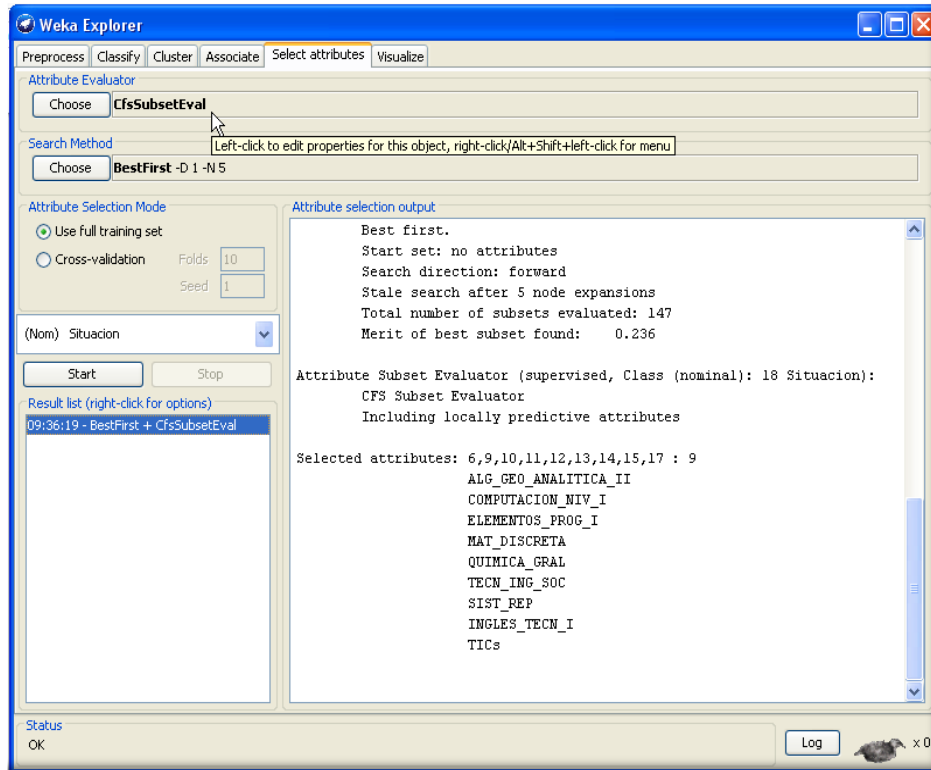 Weka Explorer
Preprocess Classify Cluster Associate Select attributes Visualize
Attribute Evaluator
Choose CfsSubsetEval
Left-click to edit properties for this object, right-click/Alt+Shift+left-click for menu
Search Method
Choose BestFirst -D 1 -N 5
Attribute Selection Mode
Use full training set
Cross-validation Folds 10
Seed 1
(Nom) Situacion
Start Stop
Result list (right-click for options)
09:36:19 - BestFirst + CfsSubsetEval
Attribute selection output
Best first.
Start set: no attributes
Search direction: forward
Stale search after 5 node expansions
Total number of subsets evaluated: 147
Merit of best subset found: 0.236
Attribute Subset Evaluator (supervised, Class (nominal): 18 Situacion):
CFS Subset Evaluator
Including locally predictive attributes
Selected attributes: 6,9,10,11,12,13,14,15,17 : 9
ALG_GEO_ANALITICA_II
COMPUTACION_NIV_I
ELEMENTOS_PROG_I
MAT_DISCRETA
QUIMICA_GRAL
TECN_ING_SOC
SIST_REP
INGLES_TECN_I
TICs
Status
OK
Log x 0